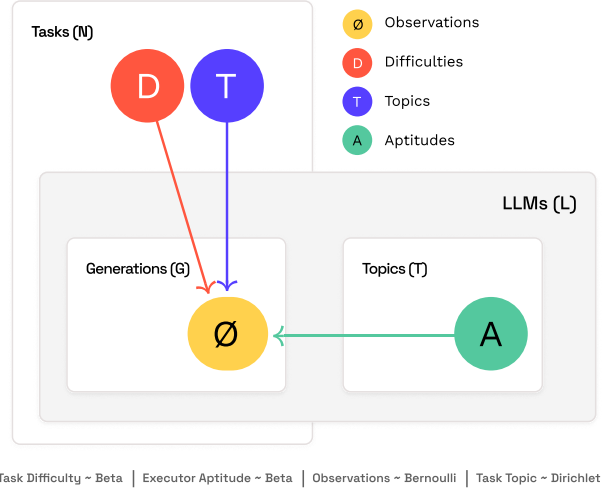 Tasks (N)
D
T
Ø
Observations
D
Difficulties
T
Topics
A
Aptitudes
LLMs (L)
Generations (G)
Ø
Topics (T)
A
Task Difficulty ~ Beta | Executor Aptitude ~ Beta | Observations ~ Bernoulli | Task Topic ~ Dirichlet